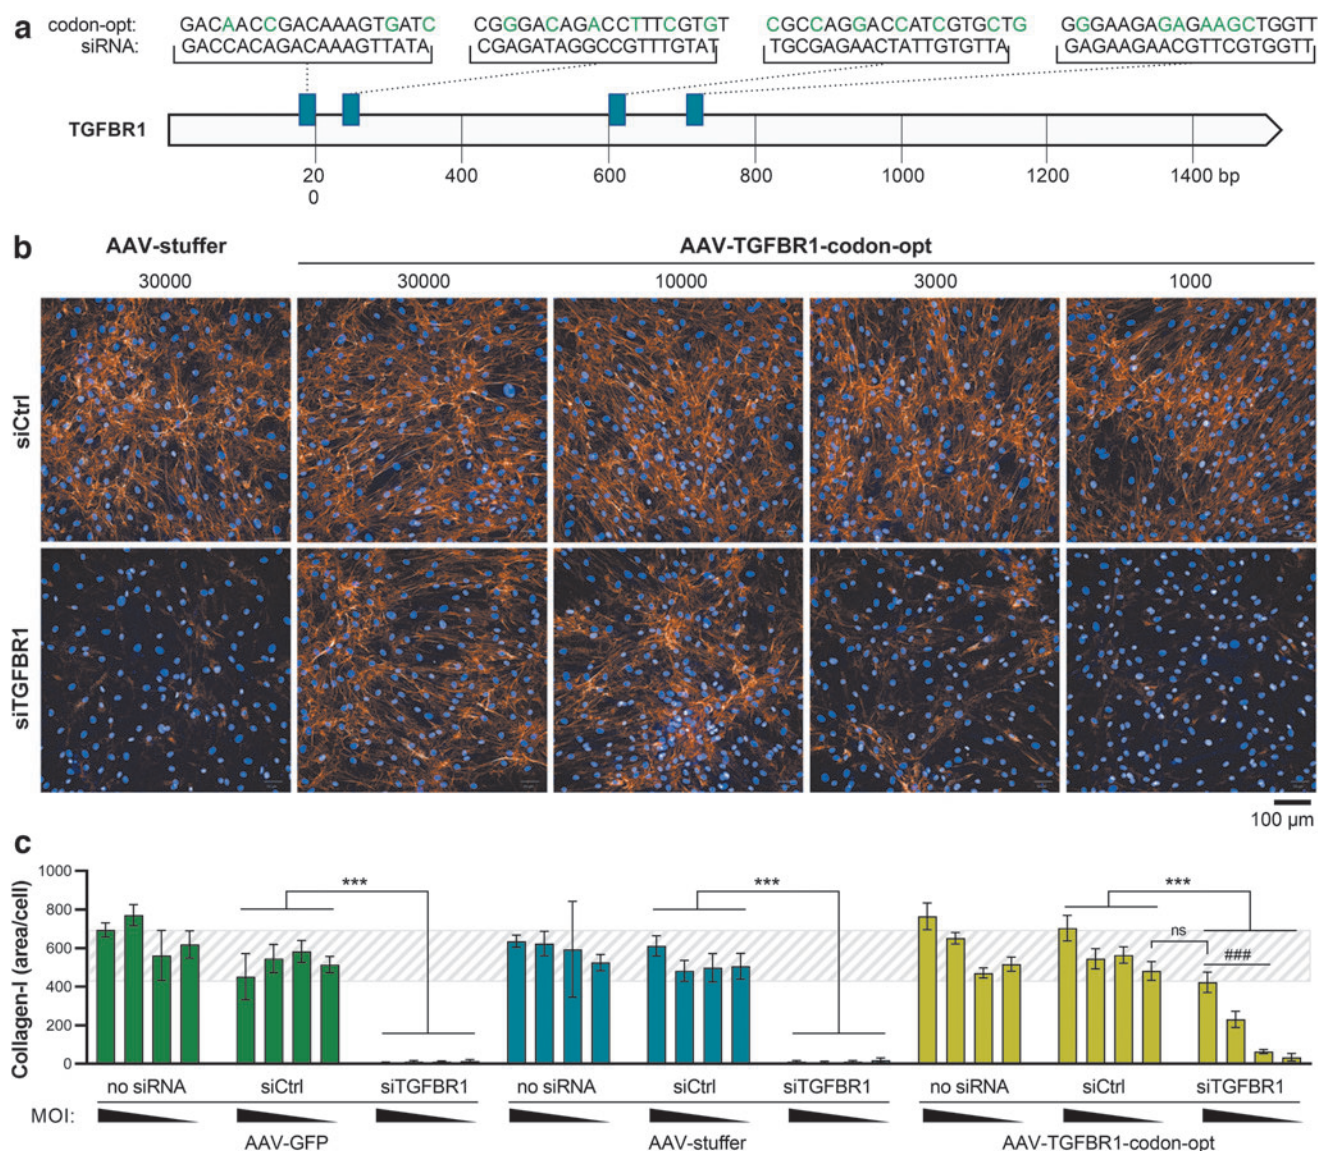 a
codon-opt: GACAACCGACAAAGTGATC CGGGACAGACCTTTCGTGT CGCCAGGACCATCGTGCTG GGGAAGAGAGAAGCTGGTT
siRNA: GACCACAGACAAAGTTATA CGAGATAGGCCGTTTGTAT TGCGAGAACTATTGTGTTA GAGAAGAACGTTCGTGGTT
TGFBR1
20 400 600 800 1000 1200 1400 bp
0
b
AAV-stuffer AAV-TGFBR1-codon-opt
30000 30000 10000 3000 1000
siCtrl
siTGFBR1
100 µm
c
Collagen-I (area/cell)
1000
800
600
400
200
0
*** *** ***
ns
###
no siRNA siCtrl siTGFBR1 no siRNA siCtrl siTGFBR1 no siRNA siCtrl siTGFBR1
MOI:
AAV-GFP AAV-stuffer AAV-TGFBR1-codon-opt